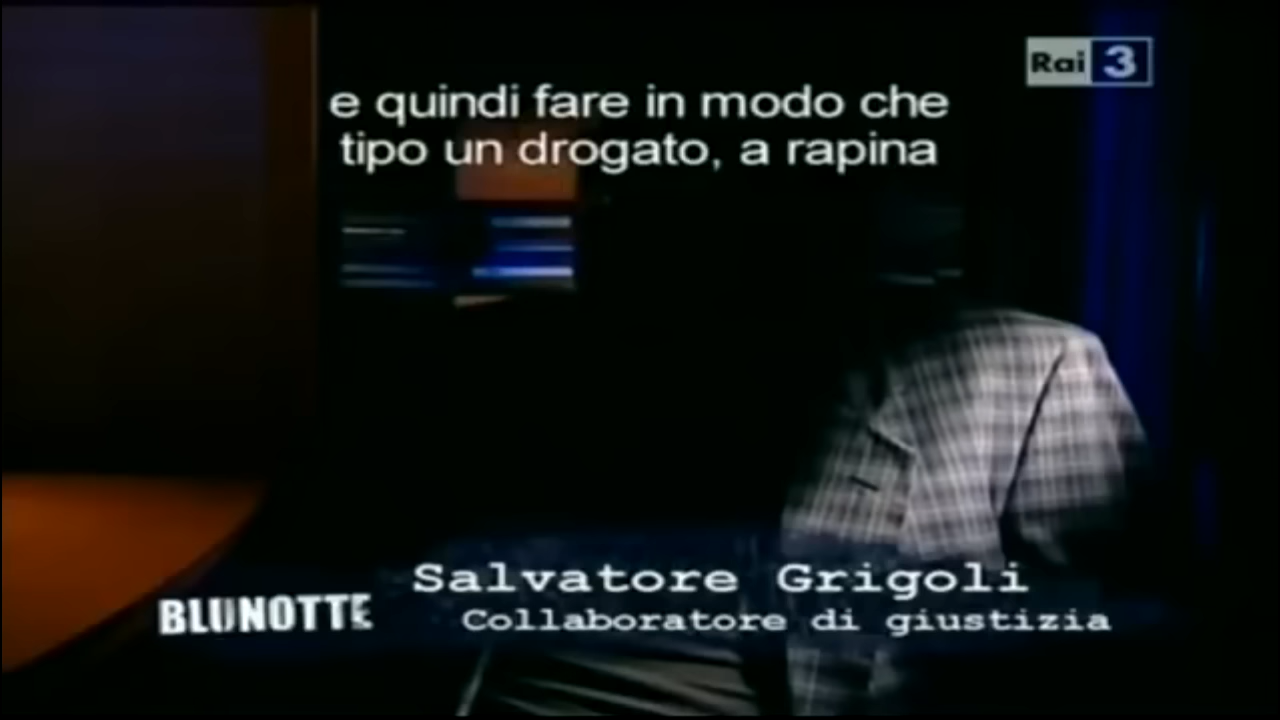 Rai 3
e quindi fare in modo che
tipo un drogato, a rapina
Salvatore Grigoli
BLUNOTTE
Collaboratore di giustizia